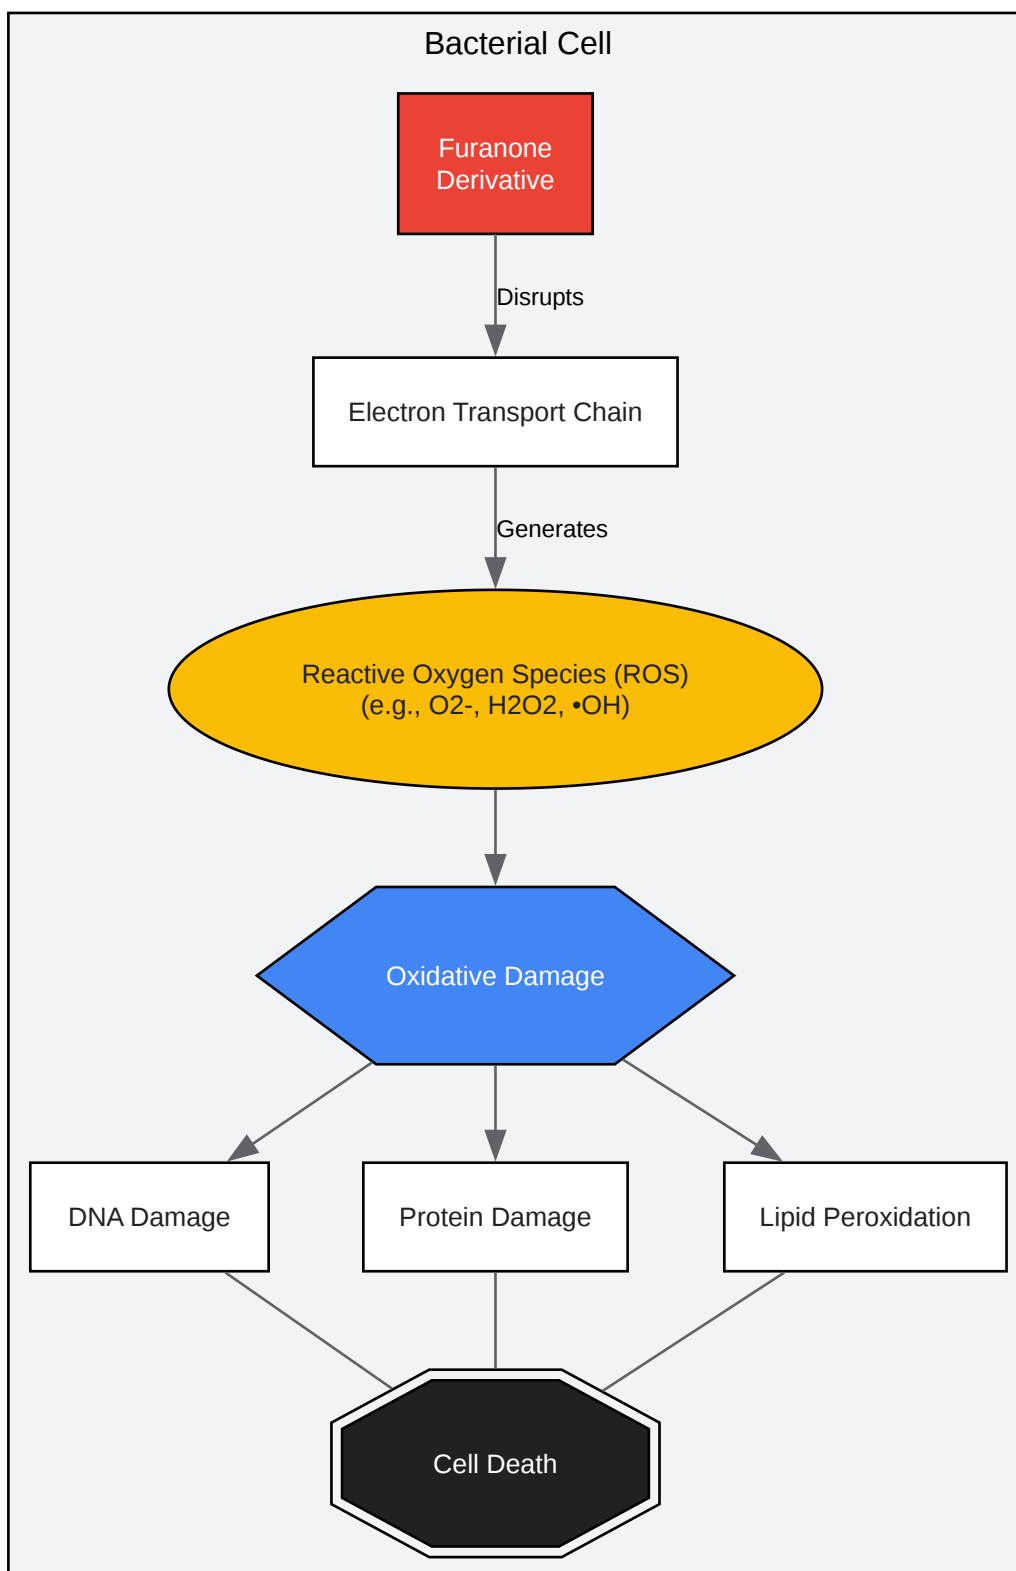 Bacterial Cell
Furanone
Derivative
Disrupts
Electron Transport Chain
Generates
Reactive Oxygen Species (ROS)
(e.g., O2-, H2O2, •OH)
Oxidative Damage
DNA Damage
Protein Damage
Lipid Peroxidation
Cell Death